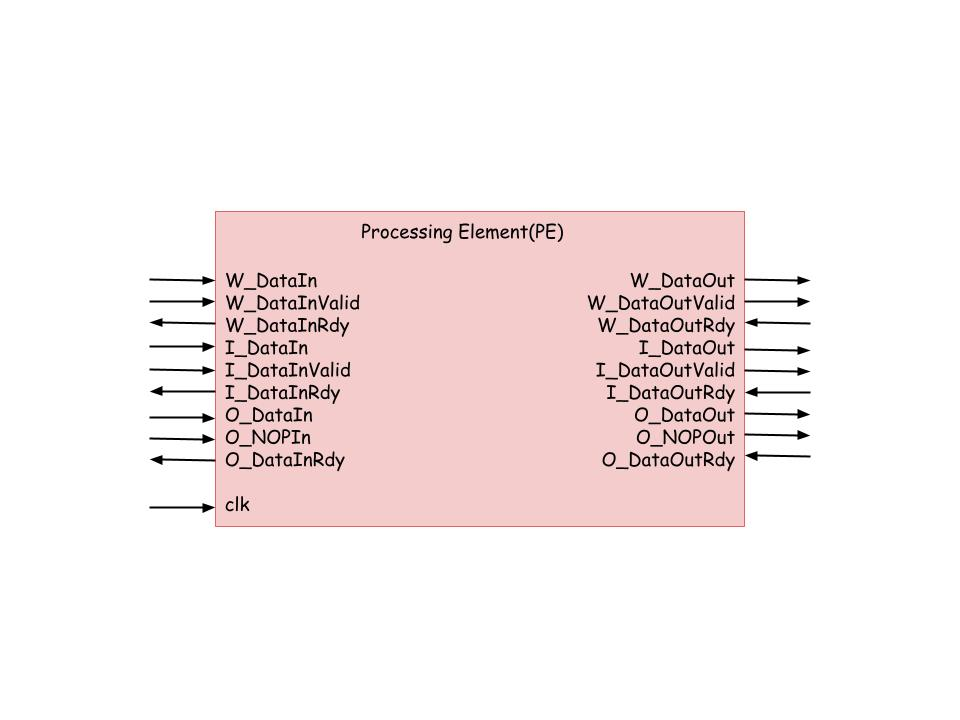 Processing Element(PE)
W_DataIn
W_DataInValid
W_DataInRdy
I_DataIn
I_DataInValid
I_DataInRdy
O_DataIn
O_NOPIn
O_DataInRdy
clk
W_DataOut
W_DataOutValid
W_DataOutRdy
I_DataOut
I_DataOutValid
I_DataOutRdy
O_DataOut
O_NOPOut
O_DataOutRdy